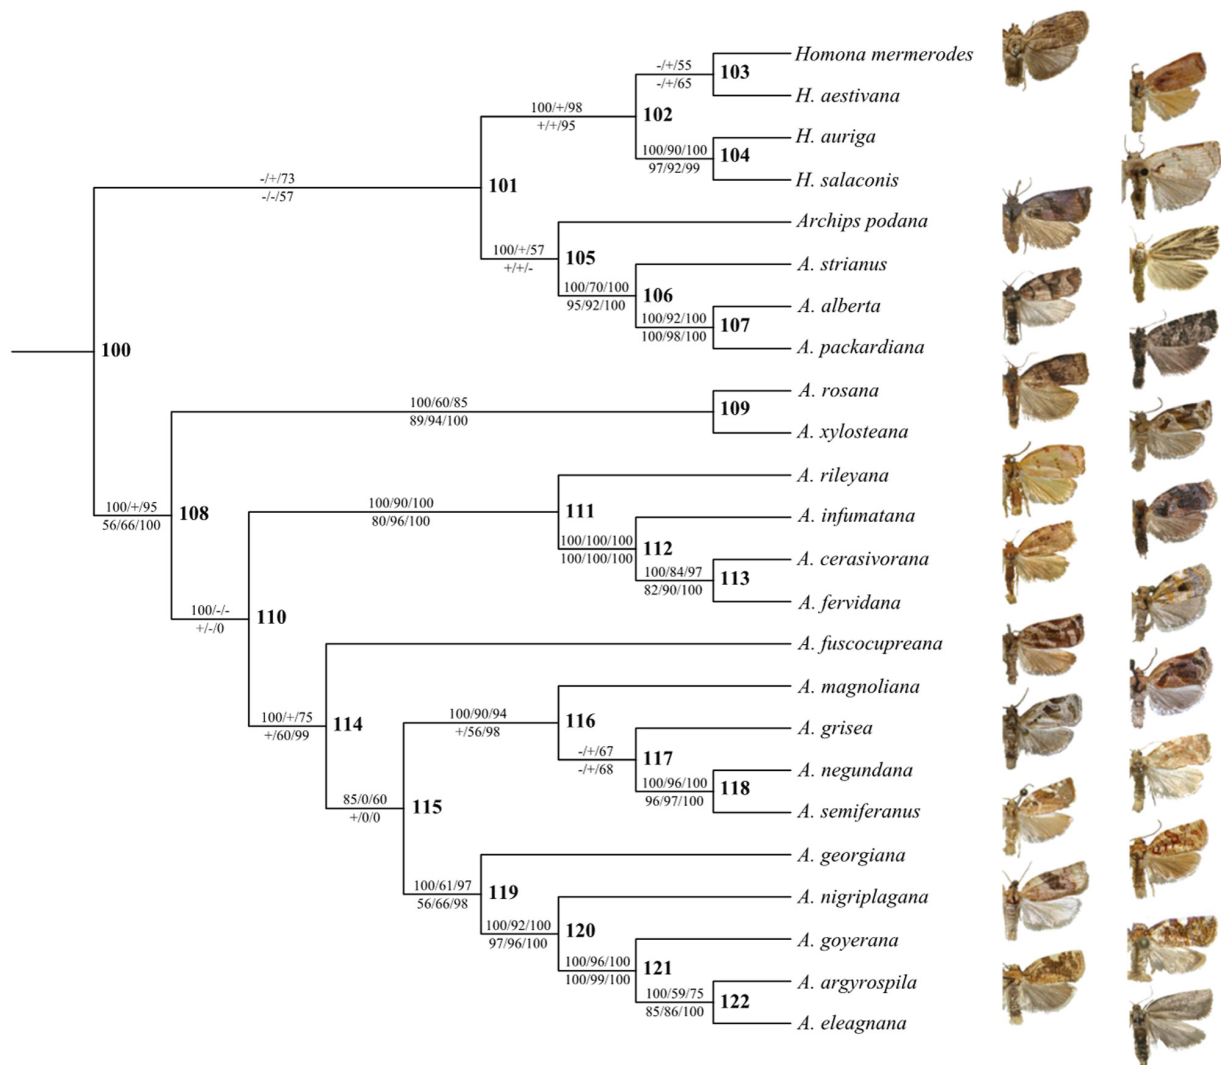 Homona mermerodes
-/+/55
103
-/+/65
H. aestivana
100/+/98
102
+/+/95
H. auriga
100/90/100
104
97/92/99
H. salaconis
-/+/73
101
-/-/57
Archips podana
100/+/57
105
+/+/-
A. strianus
100/70/100
106
95/92/100
A. alberta
100/92/100
107
100/98/100
A. packardiana
100
A. rosana
100/60/85
109
89/94/100
A. xylosteana
A. rileyana
100/90/100
111
80/96/100
100/+/95
108
56/66/100
A. infumatana
100/100/100
112
100/100/100
A. cerasivorana
100/84/97
113
82/90/100
A. fervidana
100/-/-
110
+/-/0
A. fuscocupreana
A. magnoliana
100/+/75
114
+/60/99
100/90/94
116
+/56/98
A. grisea
-/+/67
117
-/+/68
A. negundana
100/96/100
118
96/97/100
A. semiferanus
85/0/60
115
+/0/0
A. georgiana
100/61/97
119
56/66/98
A. nigriplagana
100/92/100
120
97/96/100
A. goyerana
100/96/100
121
100/99/100
A. argyrospila
100/59/75
122
85/86/100
A. eleagnana